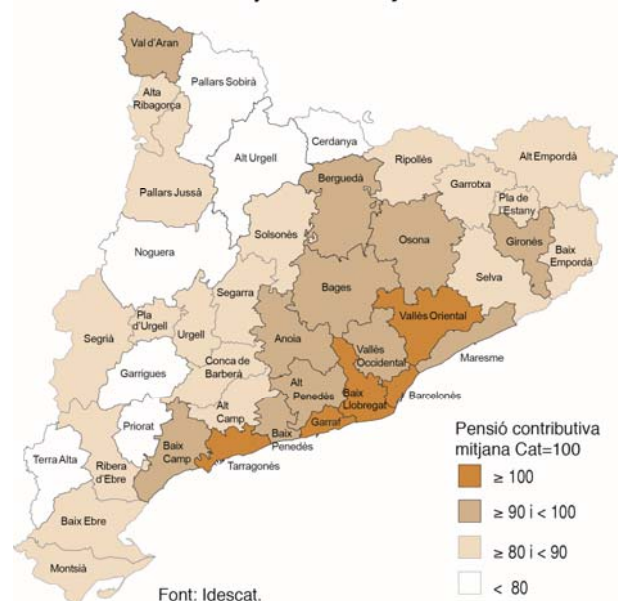 Val d'Aran
Pallars Sobirà
Alta
Ribagorça
Cerdanya
Alt Urgell
Ripollès
Alt Empordà
Berguedà
Garrotxa
Pallars Jussà
Pla de
l'Estany
Solsonès
Osona
Gironès
Baix
Empordà
Noguera
Selva
Bages
Segarra
Vallès Oriental
Pla
d'Urgell
Urgell
Anoia
Segrià
Vallès
Occidental
Maresme
Conca de
Barberà
Garrigues
Alt
Penedès
Baix
Llobregat
Barcelonès
Alt
Camp
Priorat
Garraf
Baix
Penedès
Baix
Camp
Terra Alta
Ribera
d'Ebre
Tarragonés
Baix Ebre
Montsià
Pensió contributiva
mitjana Cat=100
≥ 100
≥ 90 i < 100
≥ 80 i < 90
< 80
Font: Idescat.